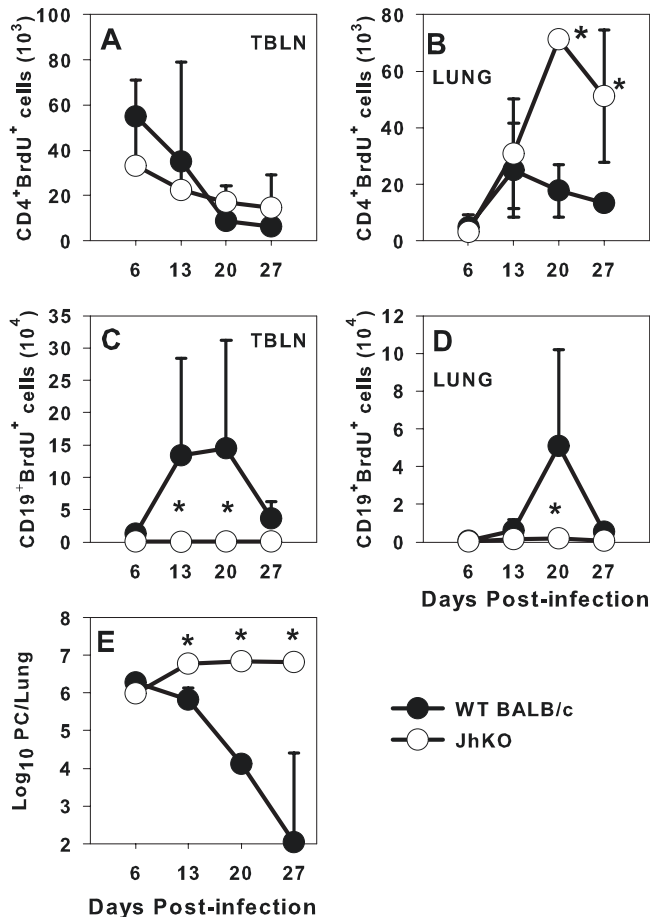 A
TBLN
CD4+BrdU+ cells (10³)
100
80
60
40
20
0
6 13 20 27
B
LUNG
*
*
CD4+BrdU+ cells (10³)
80
60
40
20
0
6 13 20 27
C
TBLN
CD19+BrdU+ cells (10⁴)
35
30
25
20
15
10
5
0
* *
6 13 20 27
D
LUNG
CD19+BrdU+ cells (10⁴)
12
10
8
6
4
2
0
*
6 13 20 27
Days Post-infection
E
* * *
Log₁₀ PC/Lung
8
7
6
5
4
3
2
6 13 20 27
Days Post-infection
WT BALB/c
JhKO